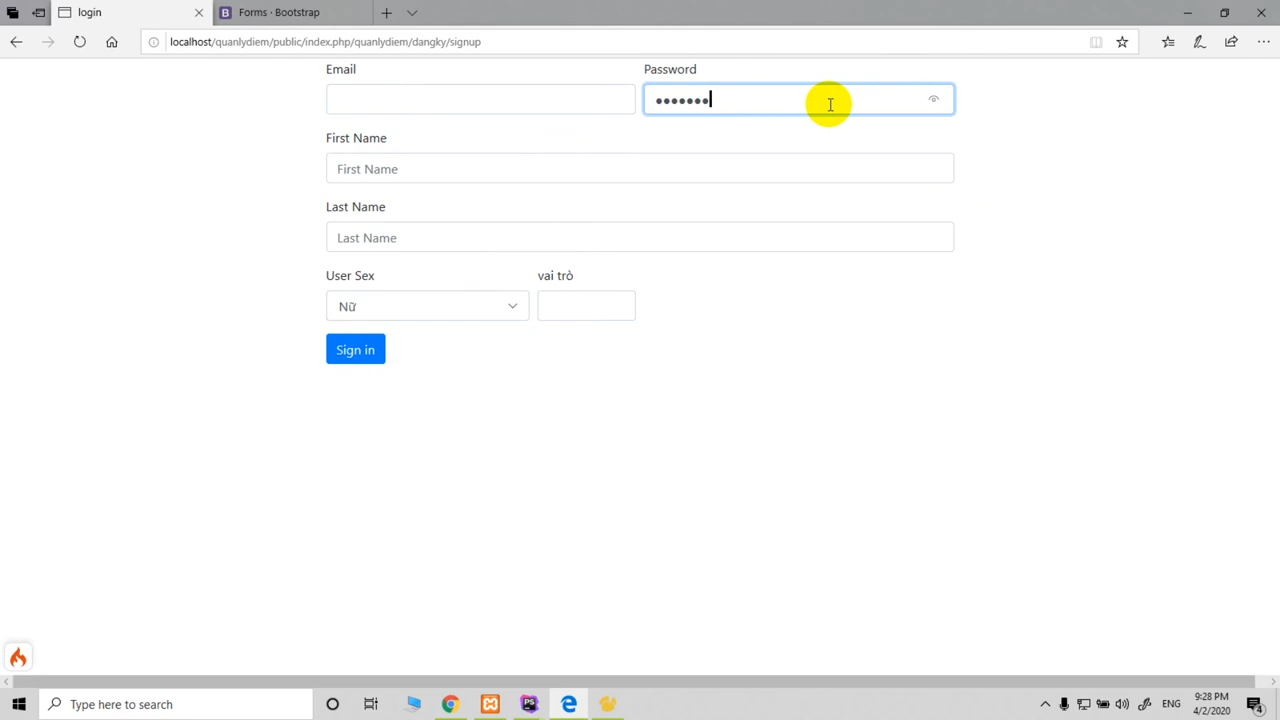 login
Forms - Bootstrap
localhost/quanlydiem/public/index.php/quanlydiem/dangky/signup
Email
Password
First Name
First Name
Last Name
Last Name
User Sex
vai trò
Nữ
Sign in
Type here to search
ENG
9:28 PM
4/2/2020